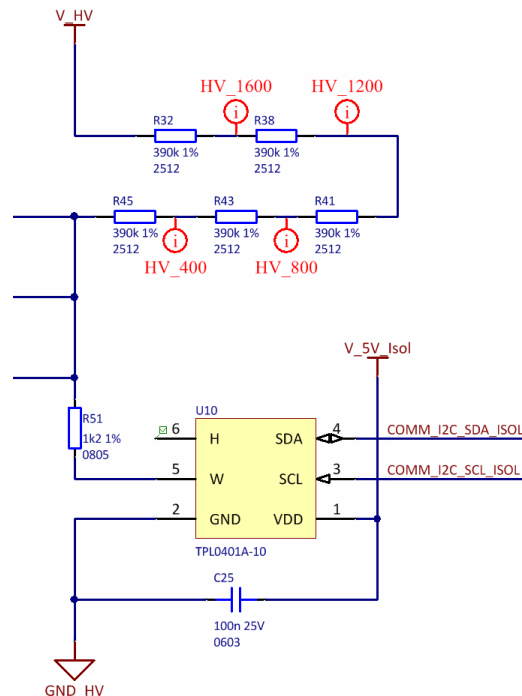 V_HV
HV_1600
HV_1200
R32
R38
390k 1%
390k 1%
2512
2512
R45
R43
R41
390k 1%
390k 1%
390k 1%
2512
2512
2512
HV_400
HV_800
V_5V_Isol
U10
R51
1k2 1%
0805
6
H
SDA
4
COMM_I2C_SDA_ISOL
5
W
SCL
3
COMM_I2C_SCL_ISOL
2
GND
VDD
1
TPL0401A-10
C25
100n 25V
0603
GND_HV